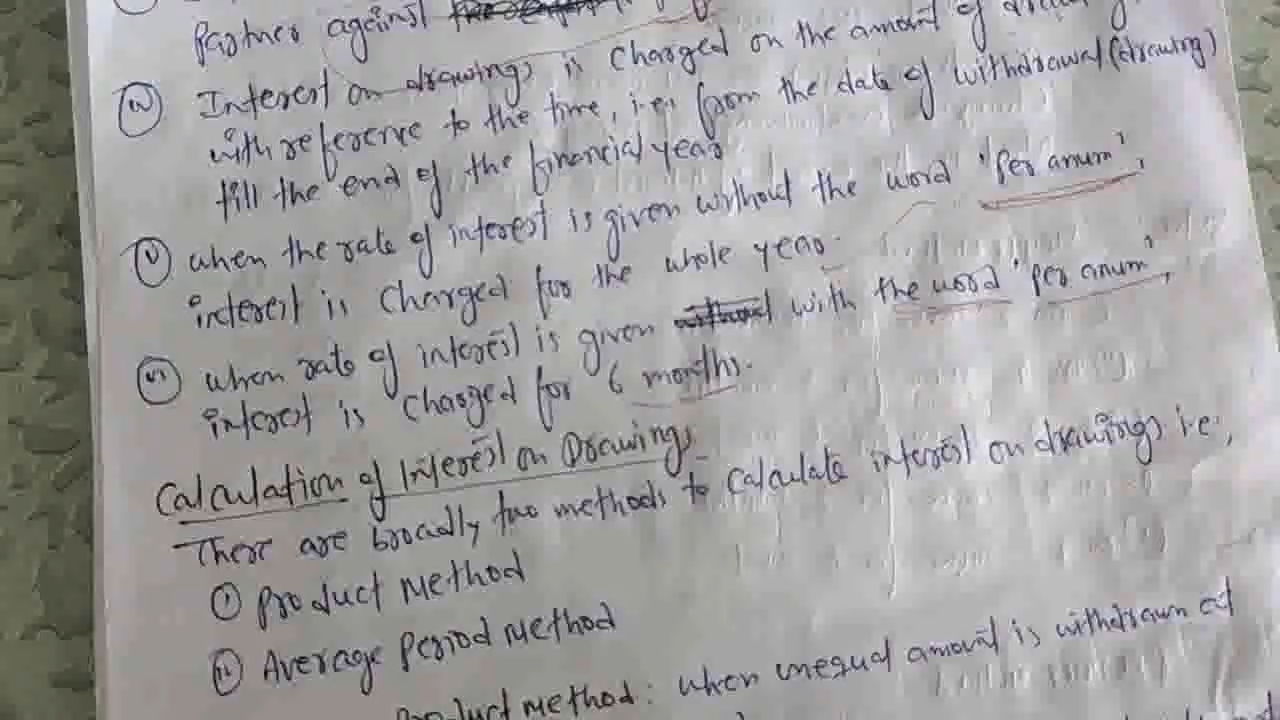 Partner against
(iv) Interest on drawings is charged on the amount of
with reference to the time, i.e. from the date of withdrawal (drawing)
till the end of the financial year
(v) when the rate of interest is given without the word 'Per anum',
interest is charged for the whole year.
(vi) when rate of interest is given with the word 'per anum',
interest is charged for 6 months.
Calculation of Interest on Drawings
There are broadly two methods to calculate interest on drawings i.e.,
(i) Product Method
(ii) Average Period Method
Product method: when unequal amount is withdrawn at